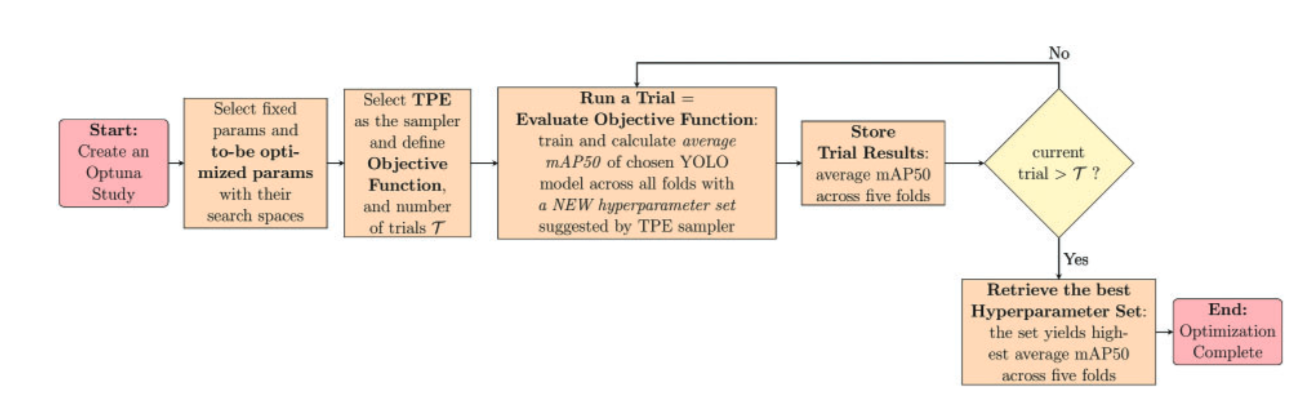 Start:
Create an
Optuna
Study
Select fixed
params and
to-be opti-
mized params
with their
search spaces
Select TPE
as the sampler
and define
Objective
Function,
and number
of trials 𝒯
Run a Trial =
Evaluate Objective Function:
train and calculate average
mAP50 of chosen YOLO
model across all folds with
a NEW hyperparameter set
suggested by TPE sampler
Store
Trial Results:
average mAP50
across five folds
No
current
trial > 𝒯 ?
Yes
Retrieve the best
Hyperparameter Set:
the set yields high-
est average mAP50
across five folds
End:
Optimization
Complete